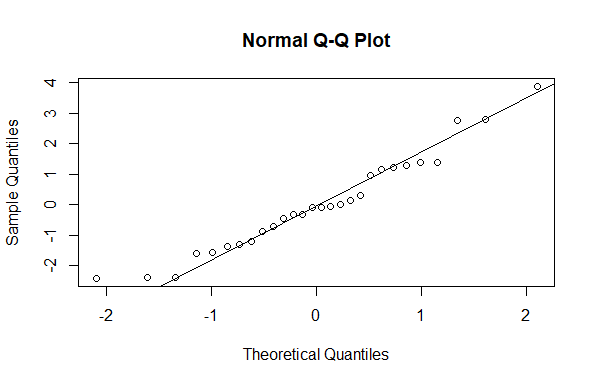 Normal Q-Q Plot
4
3
2
1
0
-1
-2
Sample Quantiles
-2 -1 0 1 2
Theoretical Quantiles